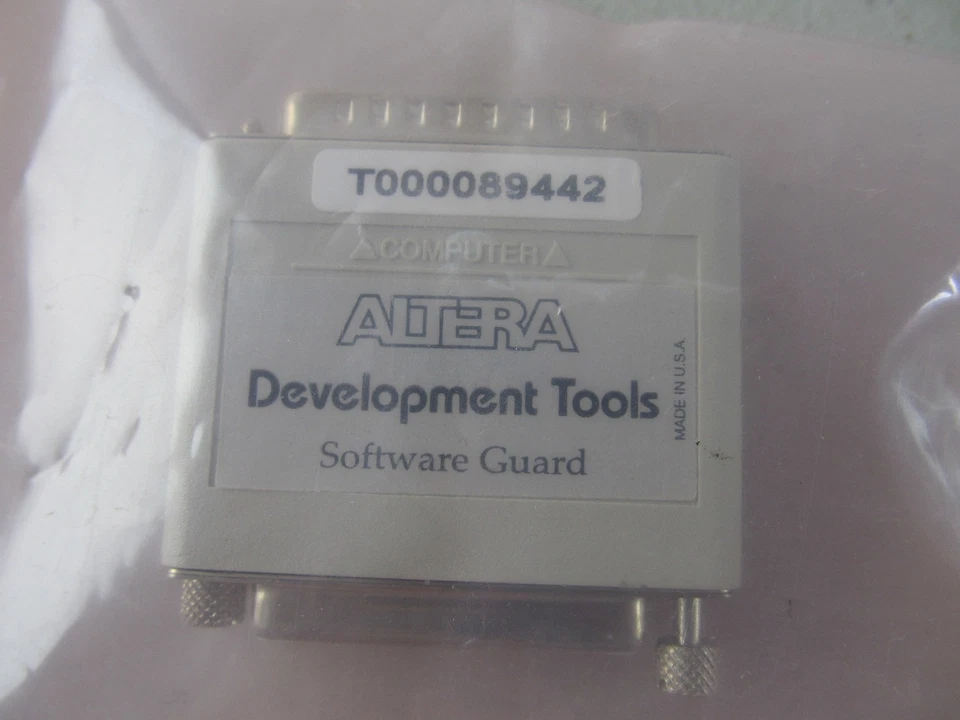 T000089442
△COMPUTER△
ALTERA
Development Tools
Software Guard
MADE IN U.S.A.